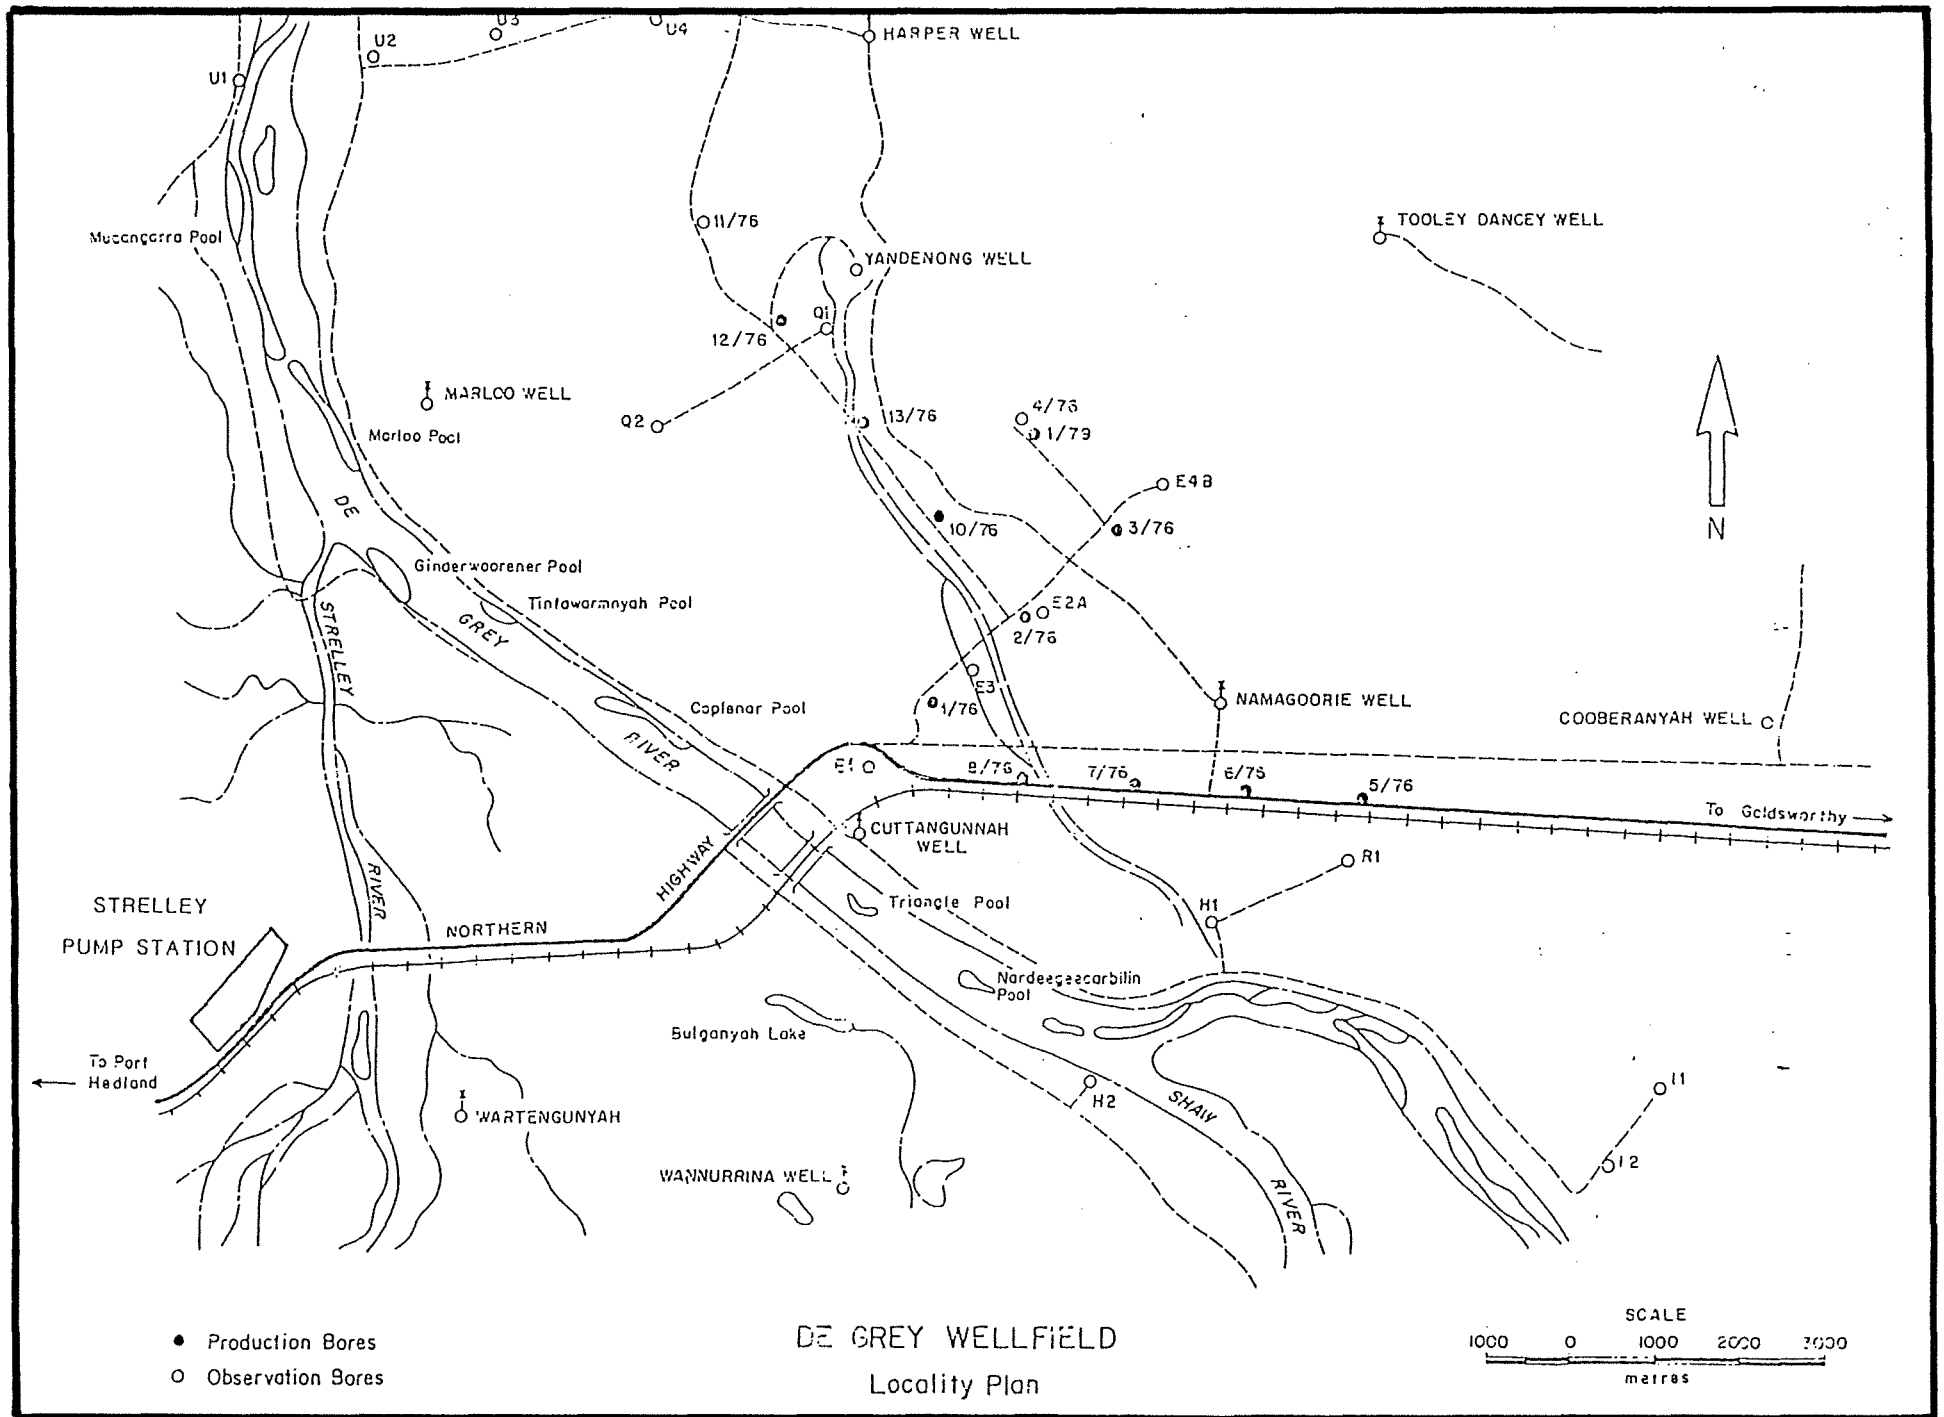 U3
U4
HARPER WELL
U2
U1
11/76
TOOLEY DANCEY WELL
Mucangarra Pool
YANDENONG WELL
Q1
12/76
MARLOO WELL
4/76
13/76
Q2
1/79
Marloo Pool
E4B
DE
10/76
3/76
N
Ginderwoorener Pool
Tintawarmnyah Pool
E2A
STRELLEY
GREY
2/76
E3
NAMAGOORIE WELL
1/76
Coplanar Pool
COOBERANYAH WELL
RIVER
E1
8/76
7/76
6/76
5/76
To Goldsworthy
CUTTANGUNNAH
WELL
HIGHWAY
R1
RIVER
STRELLEY
PUMP STATION
Triangle Pool
H1
NORTHERN
Nardeegeecarbilin
Pool
Bulganyah Lake
To Port
Hedland
I1
H2
SHAW
WARTENGUNYAH
I2
WANNURRINA WELL
RIVER
Production Bores
Observation Bores
DE GREY WELLFIELD
Locality Plan
SCALE
1000 0 1000 2000 3000
metres